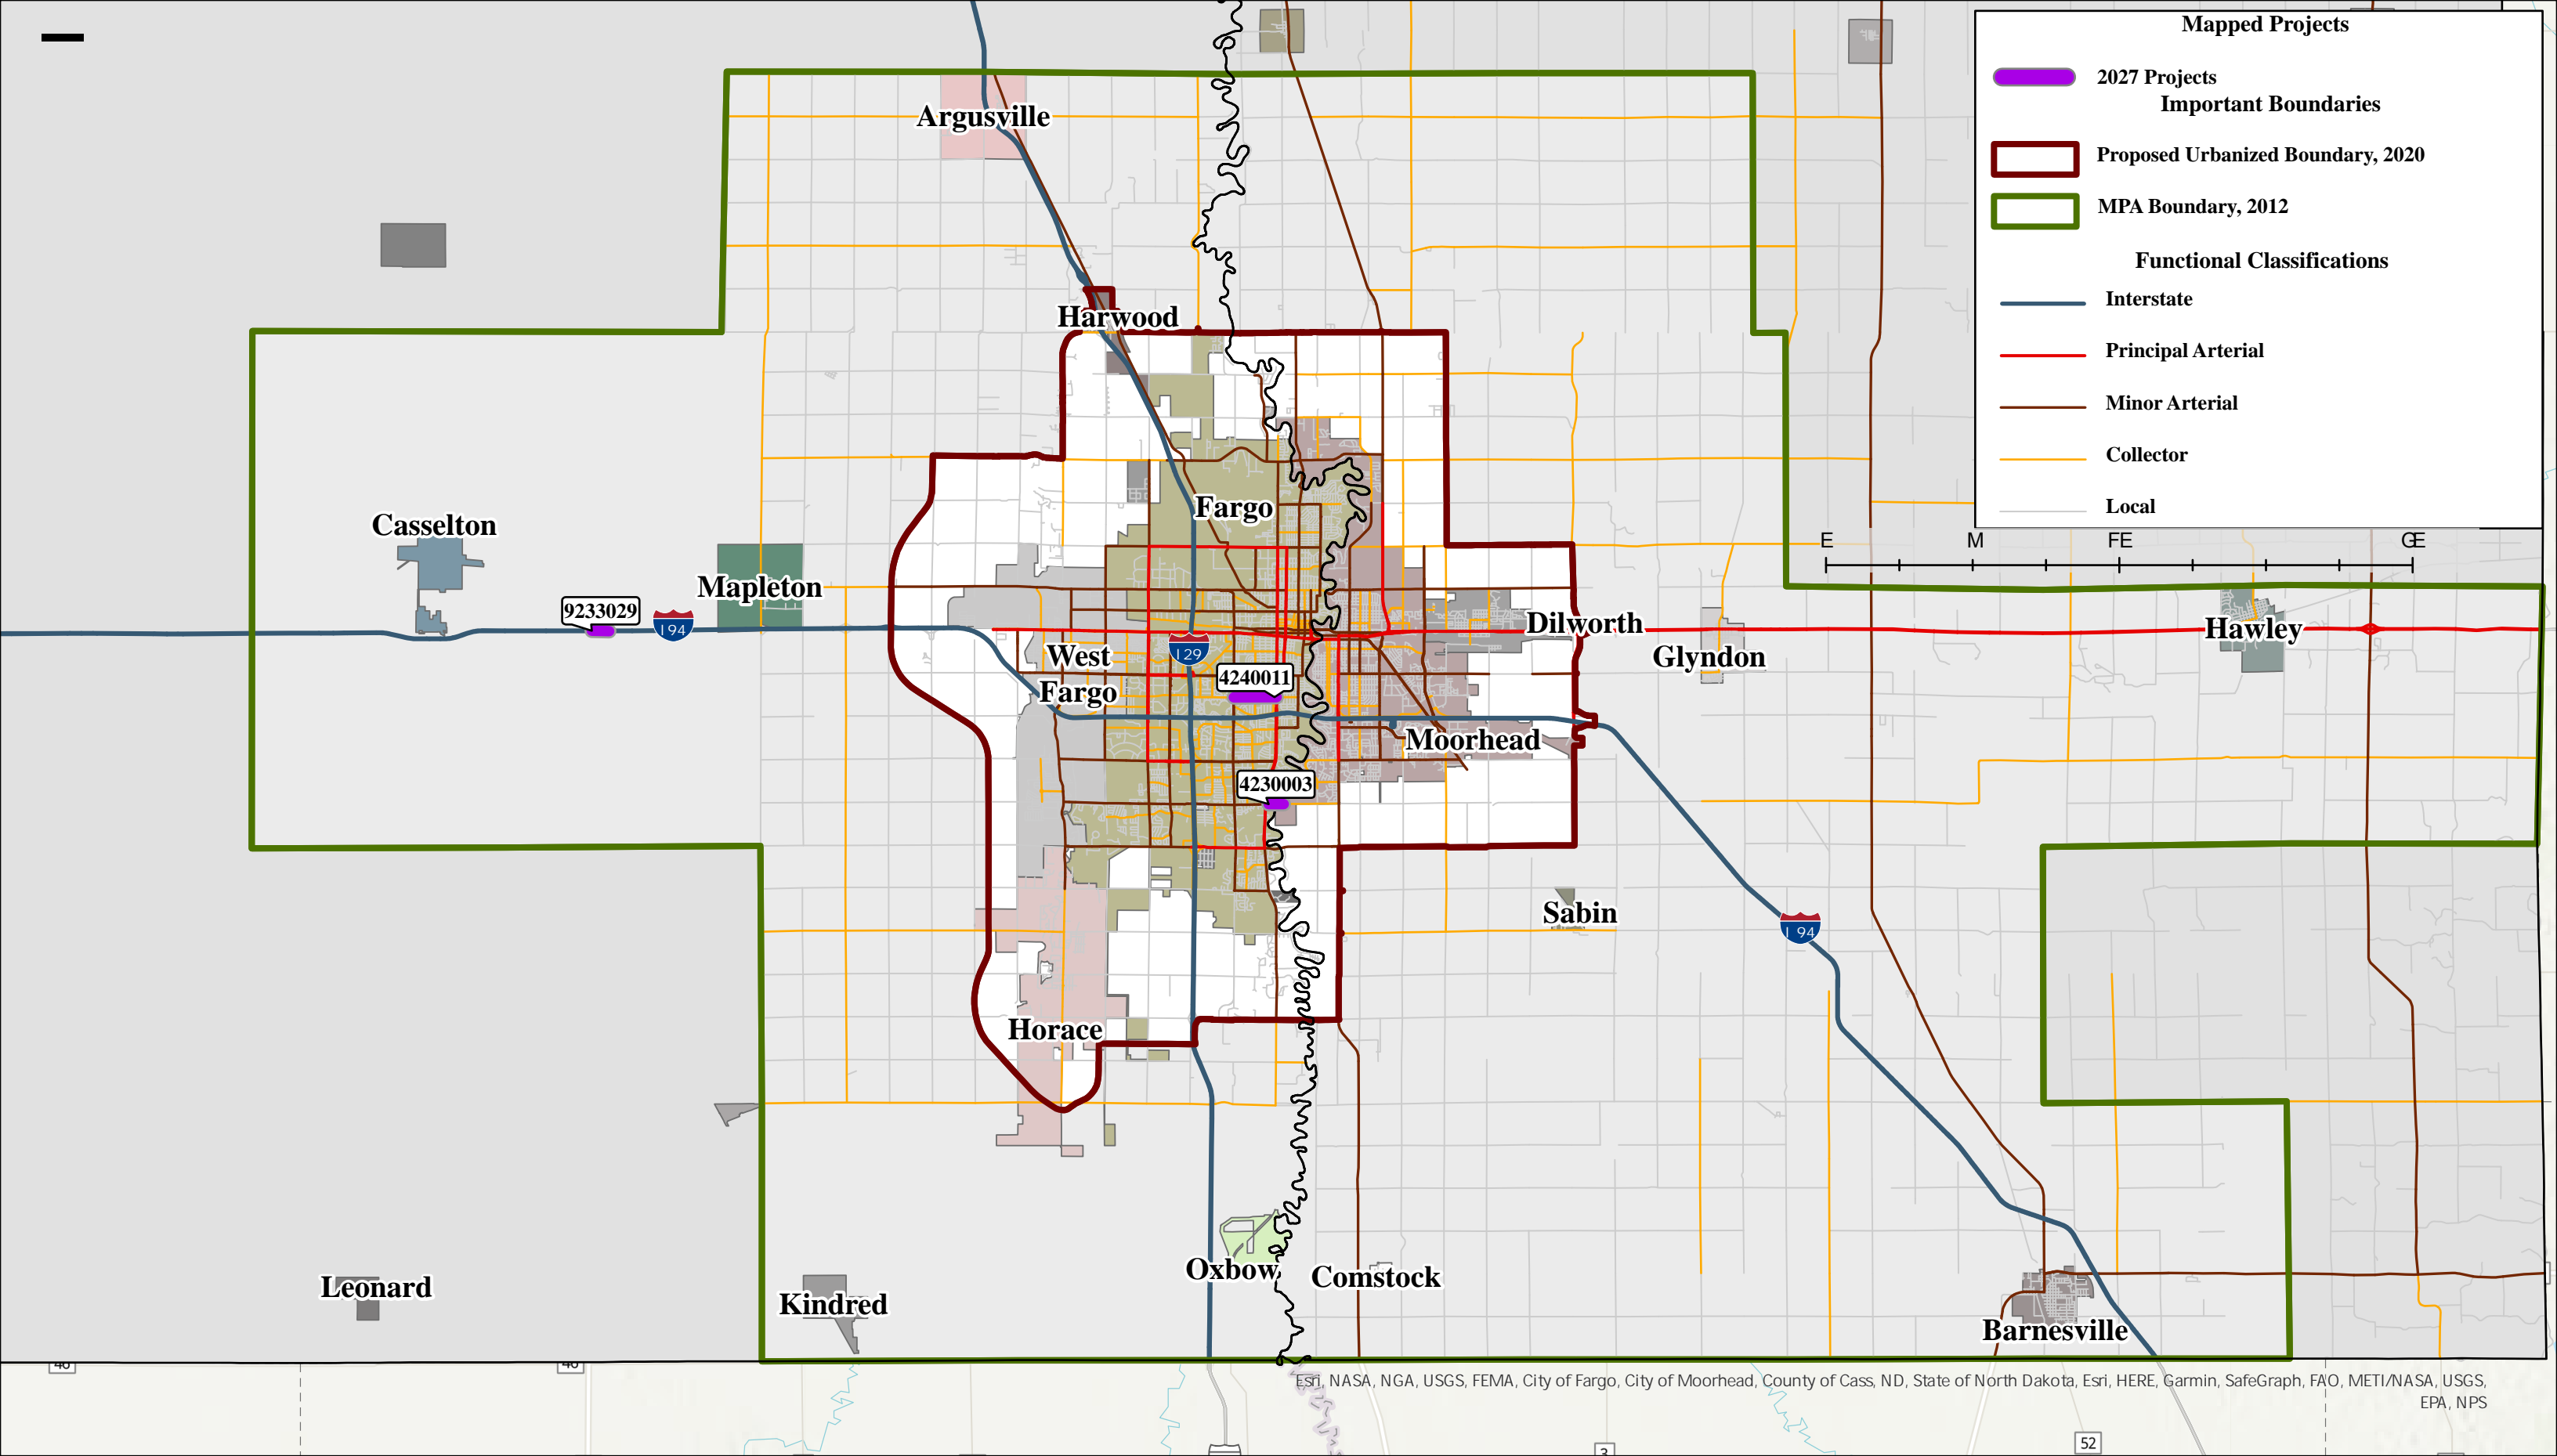 Mapped Projects
2027 Projects
Important Boundaries
Proposed Urbanized Boundary, 2020
MPA Boundary, 2012
Functional Classifications
Interstate
Principal Arterial
Minor Arterial
Collector
Local
E M FE
Argusville
Harwood
Fargo
Casselton
Mapleton
9233029
I 94
Dilworth
Hawley
West
Fargo
I 29
Glyndon
4240011
Moorhead
4230003
Sabin
I 94
Horace
Oxbow
Comstock
Leonard
Kindred
Barnesville
46
46
Esri, NASA, NGA, USGS, FEMA, City of Fargo, City of Moorhead, County of Cass, ND, State of North Dakota, Esri, HERE, Garmin, SafeGraph, FAO, METI/NASA, USGS,
EPA, NPS
3
52